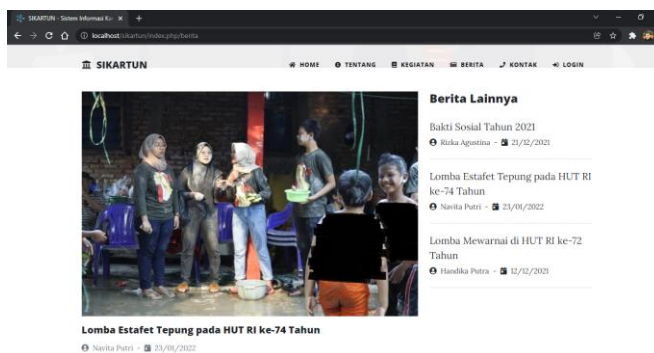 SIKARTUN - Sistem Informasi Kar
localhost/sikartun/index.php/berita
SIKARTUN
HOME
TENTANG
KEGIATAN
BERITA
KONTAK
LOGIN
Lomba Estafet Tepung pada HUT RI ke-74 Tahun
Navita Putri - 23/01/2022
Berita Lainnya
Bakti Sosial Tahun 2021
Rizka Agustina - 21/12/2021
Lomba Estafet Tepung pada HUT RI
ke-74 Tahun
Navita Putri - 23/01/2022
Lomba Mewarnai di HUT RI ke-72
Tahun
Handika Putra - 12/12/2021